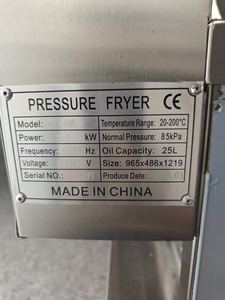 PRESSURE FRYER CE
Model: Temperature Range: 20-200°C
Power: kW Normal Pressure: 85kPa
Frequency: Hz Oil Capacity: 25L
Voltage: V Size: 965x486x1219
Serial NO.: Produce Date:
MADE IN CHINA